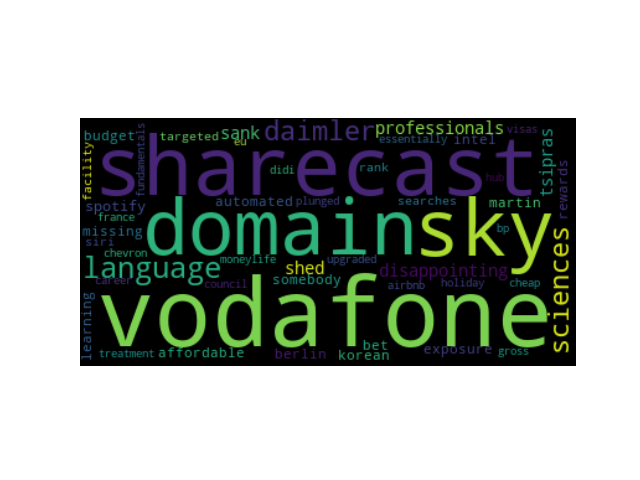 budget
fundamentals
targeted
sank
eu
daimler
professionals
essentially
intel
visas
tsipras
facility
sharecast
didi
rank
hub
rewards
spotify
automated
plunged
searches
martin
france
missing
siri
domain
sky
bp
chevron
language
moneylife
shed
upgraded
disappointing
sciences
career
council
somebody
airbnb
holiday
cheap
learning
vodafone
treatment
affordable
berlin
bet
korean
exposure
gross